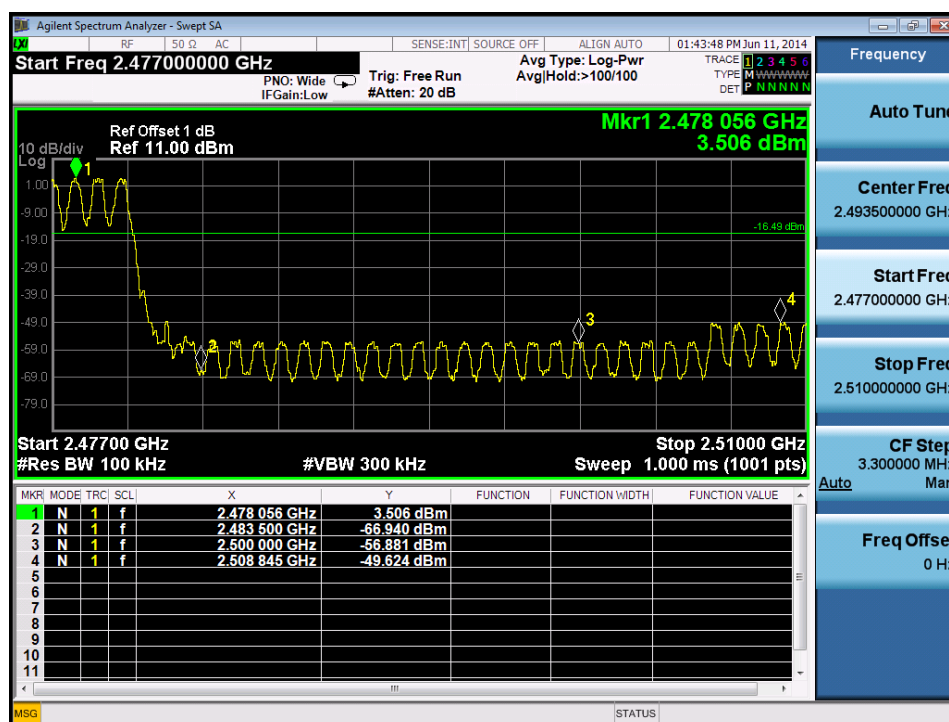 Agilent Spectrum Analyzer - Swept SA
LXI RF 50 Ω AC SENSE:INT SOURCE OFF ALIGN AUTO 01:43:48 PM Jun 11, 2014
Start Freq 2.477000000 GHz
PNO: Wide
IFGain:Low
Trig: Free Run
#Atten: 20 dB
Avg Type: Log-Pwr
Avg|Hold:>100/100
TRACE 1 2 3 4 5 6
TYPE M WWWWW
DET P N N N N N
Ref Offset 1 dB
10 dB/div Ref 11.00 dBm
Log
Mkr1 2.478 056 GHz
3.506 dBm
1
1.00
-9.00
-16.49 dBm
-19.0
-29.0
-39.0
4
-49.0
3
2
-59.0
-69.0
-79.0
Start 2.47700 GHz Stop 2.51000 GHz
#Res BW 100 kHz #VBW 300 kHz Sweep 1.000 ms (1001 pts)
MKR MODE TRC SCL X Y FUNCTION FUNCTION WIDTH FUNCTION VALUE
1 N 1 f 2.478 056 GHz 3.506 dBm
2 N 1 f 2.483 500 GHz -66.940 dBm
3 N 1 f 2.500 000 GHz -56.881 dBm
4 N 1 f 2.508 845 GHz -49.624 dBm
5
6
7
8
9
10
11
MSG STATUS
Frequency
Auto Tune
Center Freq
2.493500000 GHz
Start Freq
2.477000000 GHz
Stop Freq
2.510000000 GHz
CF Step
3.300000 MHz
Auto Man
Freq Offset
0 Hz